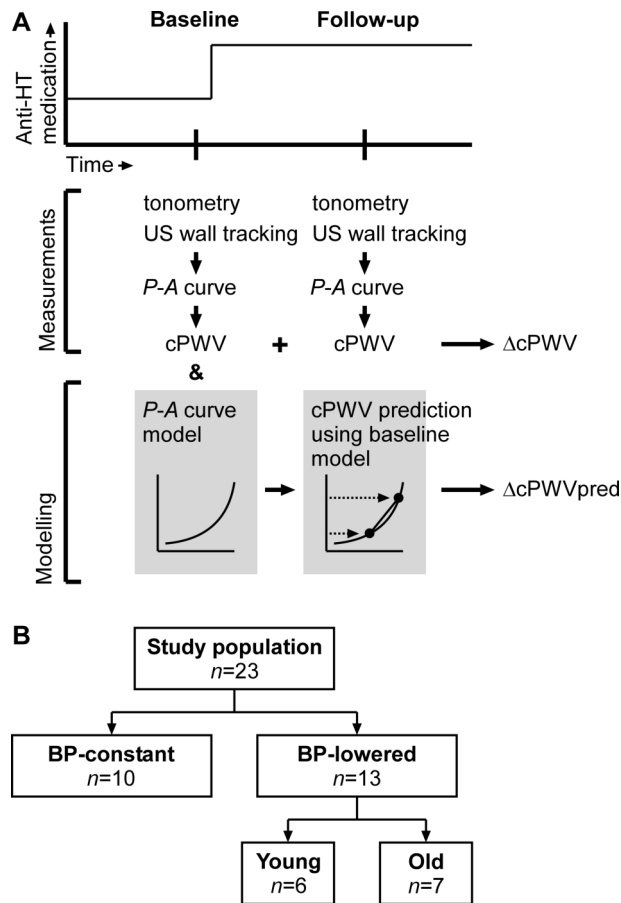 A
Baseline
Follow-up
Anti-HT
medication
Time
Measurements
tonometry
US wall tracking
P-A curve
cPWV
&
+
tonometry
US wall tracking
P-A curve
cPWV
ΔcPWV
Modelling
P-A curve
model
cPWV prediction
using baseline
model
ΔcPWVpred
B
Study population
n=23
BP-constant
n=10
BP-lowered
n=13
Young
n=6
Old
n=7